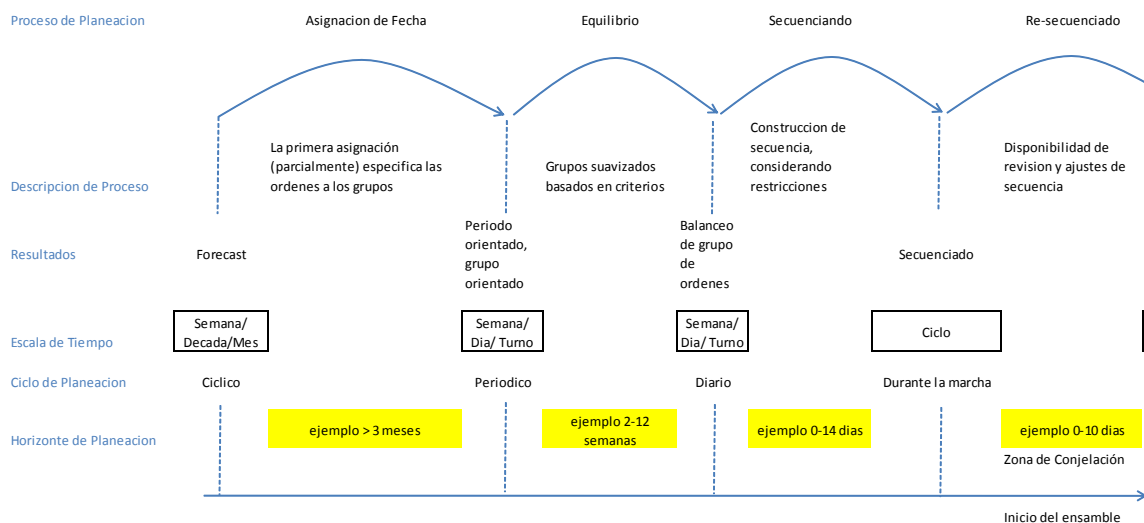 Proceso de Planeacion
Asignacion de Fecha
Equilibrio
Secuenciando
Re-secuenciado
Descripcion de Proceso
La primera asignación
(parcialmente) especifica las
ordenes a los grupos
Grupos suavizados
basados en criterios
Construccion de
secuencia,
considerando
restricciones
Disponibilidad de
revision y ajustes de
secuencia
Resultados
Forecast
Periodo
orientado,
grupo
orientado
Balanceo
de grupo
de
ordenes
Secuenciado
Escala de Tiempo
Semana/
Decada/Mes
Semana/
Dia/ Turno
Semana/
Dia/ Turno
Ciclo
Ciclo de Planeacion
Ciclico
Periodico
Diario
Durante la marcha
Horizonte de Planeacion
ejemplo > 3 meses
ejemplo 2-12
semanas
ejemplo 0-14 dias
ejemplo 0-10 dias
Zona de Conjelación
Inicio del ensamble